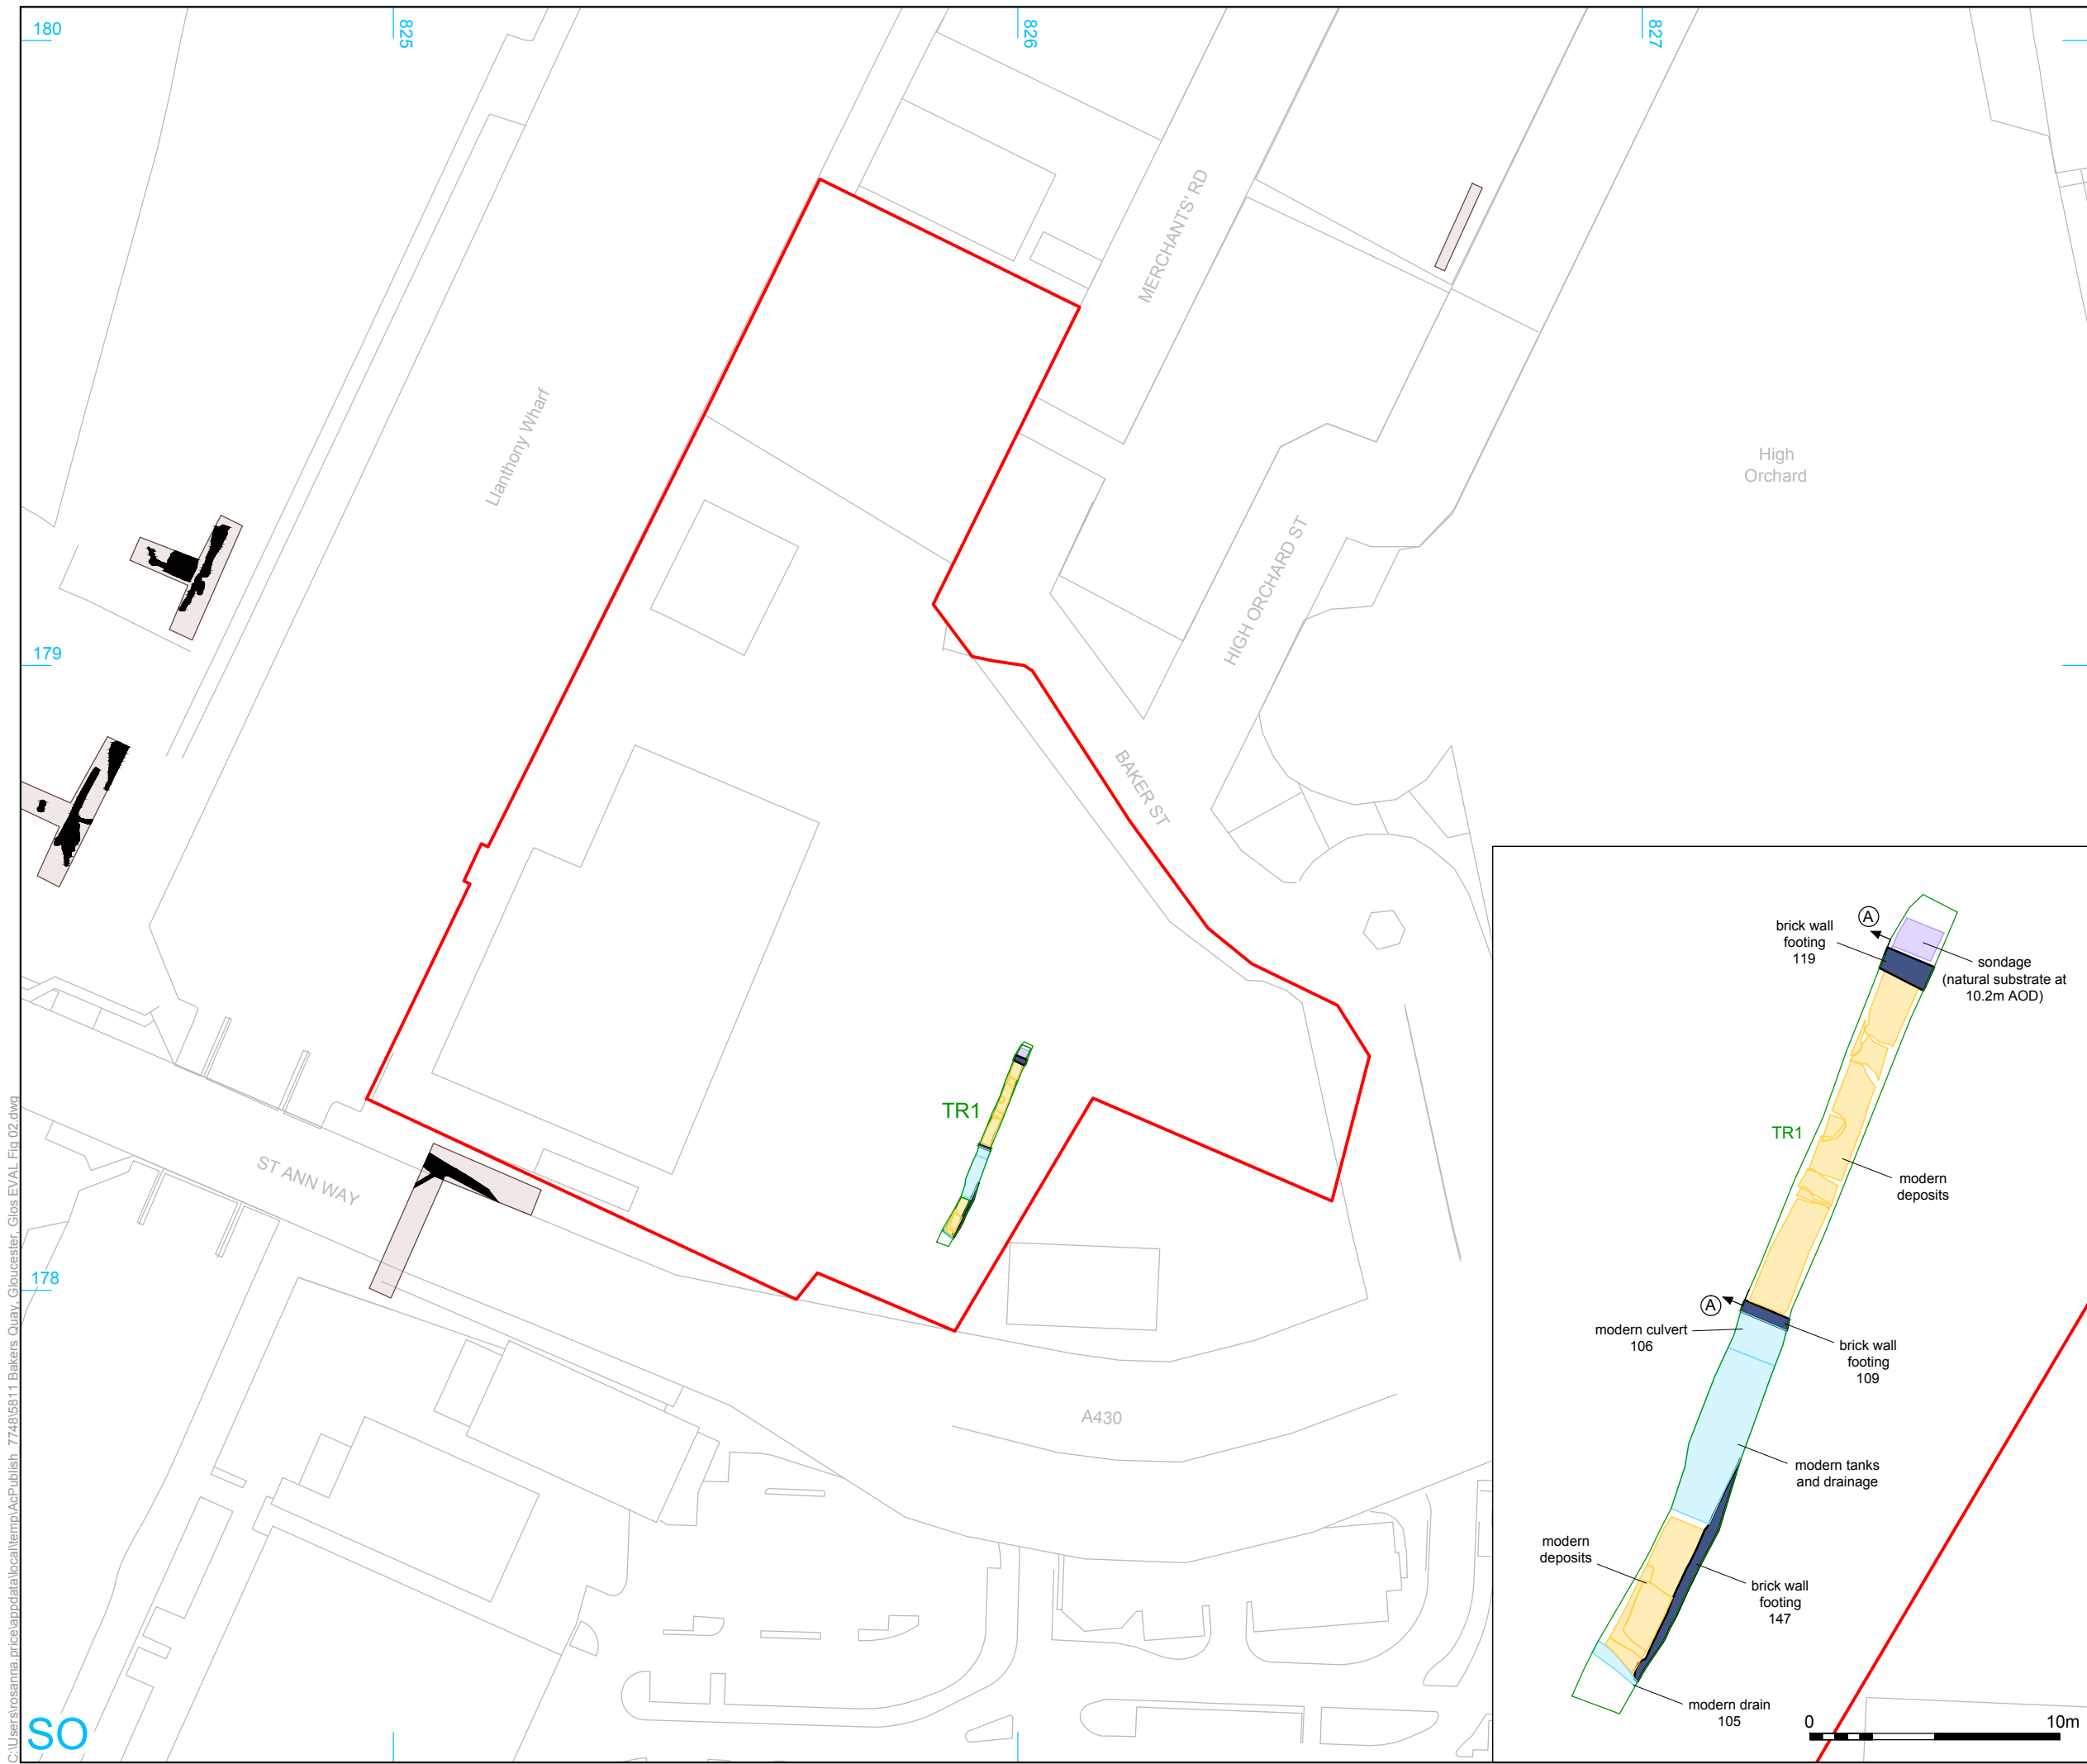 180
825
826
827
MERCHANTS' RD
Llanthony Wharf
High
Orchard
HIGH ORCHARD ST
179
BAKER ST
TR1
ST ANN WAY
178
A430
SO
C:\Users\rosanna.price\appdata\local\temp\AcPublish_7748\5811 Bakers Quay, Gloucester, Glos EVAL Fig 02.dwg
A
brick wall
footing
119
sondage
(natural substrate at
10.2m AOD)
TR1
modern
deposits
A
modern culvert
106
brick wall
footing
109
modern tanks
and drainage
modern
deposits
brick wall
footing
147
modern drain
105
0
10m